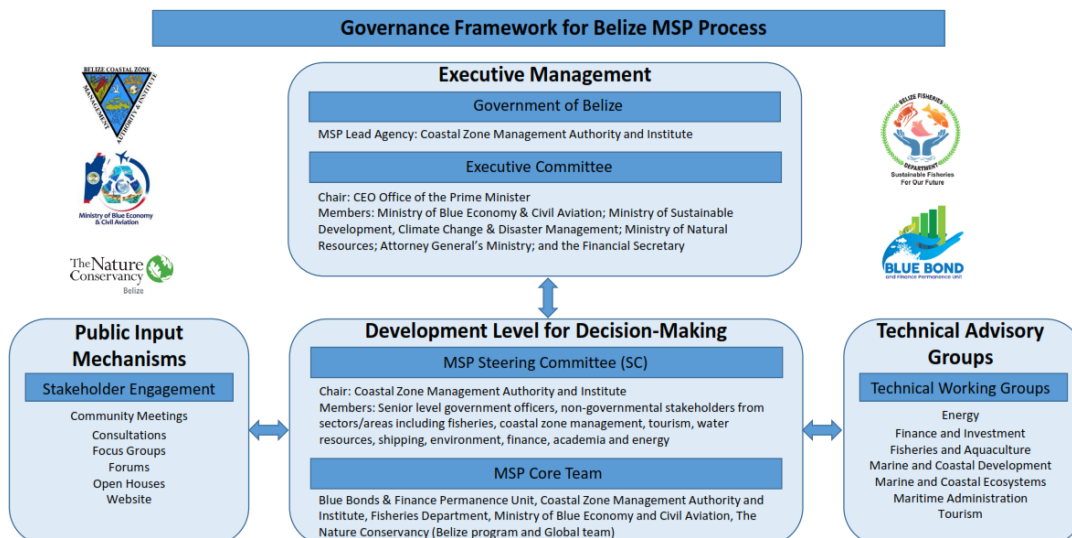 Governance Framework for Belize MSP Process
BELIZE COASTAL ZONE
MANAGEMENT
AUTHORITY & INSTITUTE
Ministry of Blue Economy
& Civil Aviation
The Nature
Conservancy
Belize
Executive Management
Government of Belize
MSP Lead Agency: Coastal Zone Management Authority and Institute
Executive Committee
Chair: CEO Office of the Prime Minister
Members: Ministry of Blue Economy & Civil Aviation; Ministry of Sustainable
Development, Climate Change & Disaster Management; Ministry of Natural
Resources; Attorney General's Ministry; and the Financial Secretary
BELIZE FISHERIES
DEPARTMENT
Sustainable Fisheries
For Our Future
BLUE BOND
and Finance Permanence Unit
Public Input
Mechanisms
Stakeholder Engagement
Community Meetings
Consultations
Focus Groups
Forums
Open Houses
Website
Development Level for Decision-Making
MSP Steering Committee (SC)
Chair: Coastal Zone Management Authority and Institute
Members: Senior level government officers, non-governmental stakeholders from
sectors/areas including fisheries, coastal zone management, tourism, water
resources, shipping, environment, finance, academia and energy
MSP Core Team
Blue Bonds & Finance Permanence Unit, Coastal Zone Management Authority and
Institute, Fisheries Department, Ministry of Blue Economy and Civil Aviation, The
Nature Conservancy (Belize program and Global team)
Technical Advisory
Groups
Technical Working Groups
Energy
Finance and Investment
Fisheries and Aquaculture
Marine and Coastal Development
Marine and Coastal Ecosystems
Maritime Administration
Tourism